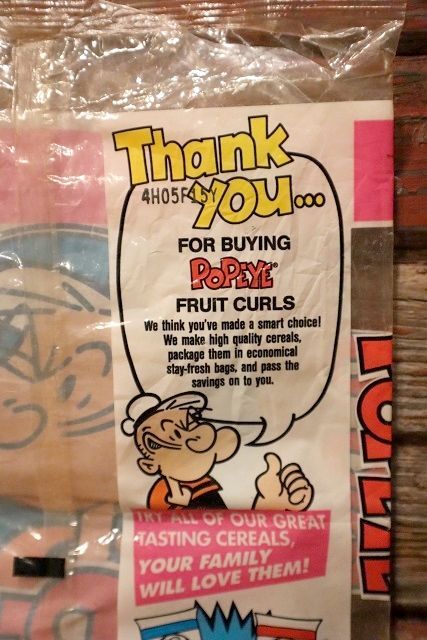 Thank
4H05F15Y
you...
FOR BUYING
POPEYE®
FRUIT CURLS
We think you've made a smart choice!
We make high quality cereals,
package them in economical
stay-fresh bags, and pass the
savings on to you.
TRY ALL OF OUR GREAT
TASTING CEREALS,
YOUR FAMILY
WILL LOVE THEM!